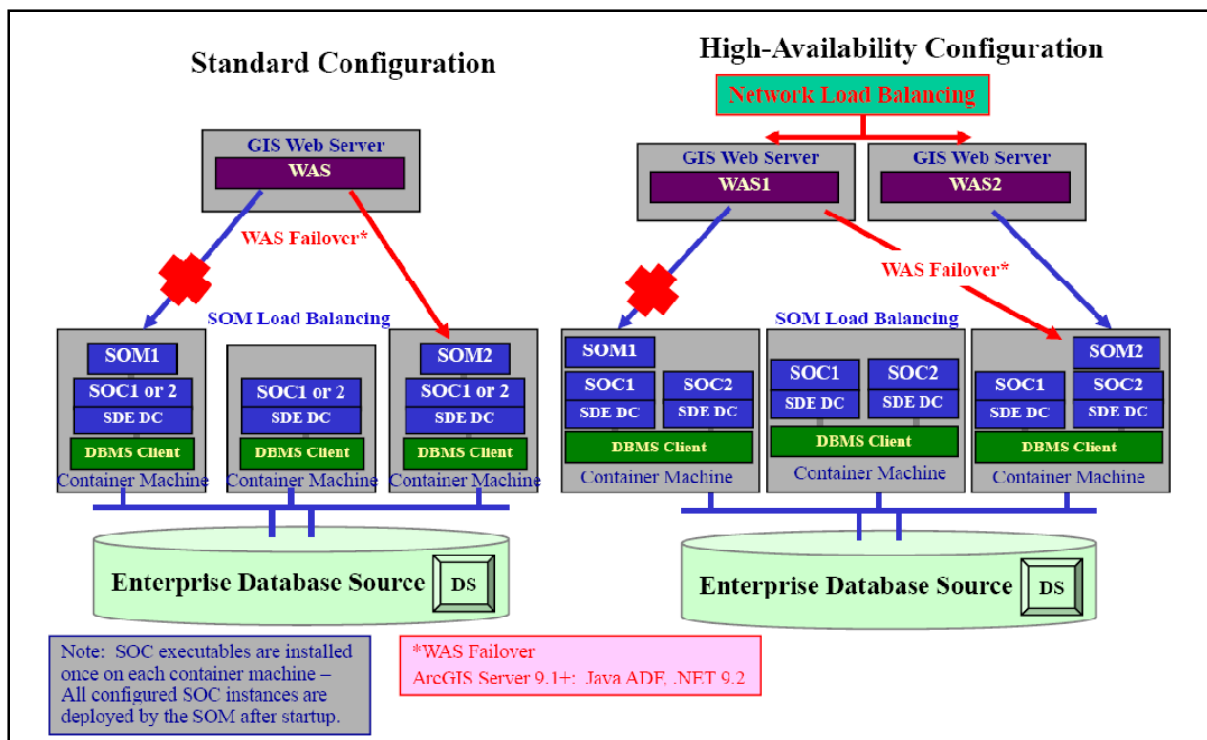 Standard Configuration
GIS Web Server
WAS
WAS Failover*
SOM Load Balancing
SOM1
SOC1 or 2
SDE DC
DBMS Client
Container Machine
SOC1 or 2
SDE DC
DBMS Client
Container Machine
SOM2
SOC1 or 2
SDE DC
DBMS Client
Container Machine
Enterprise Database Source
DS
High-Availability Configuration
Network Load Balancing
GIS Web Server
WAS1
GIS Web Server
WAS2
WAS Failover*
SOM Load Balancing
SOM1
SOC1
SOC2
SDE DC
SDE DC
DBMS Client
Container Machine
SOC1
SOC2
SDE DC
SDE DC
DBMS Client
Container Machine
SOM2
SOC1
SOC2
SDE DC
SDE DC
DBMS Client
Container Machine
Enterprise Database Source
DS
Note: SOC executables are installed
once on each container machine –
All configured SOC instances are
deployed by the SOM after startup.
*WAS Failover
ArcGIS Server 9.1+: Java ADF, .NET 9.2